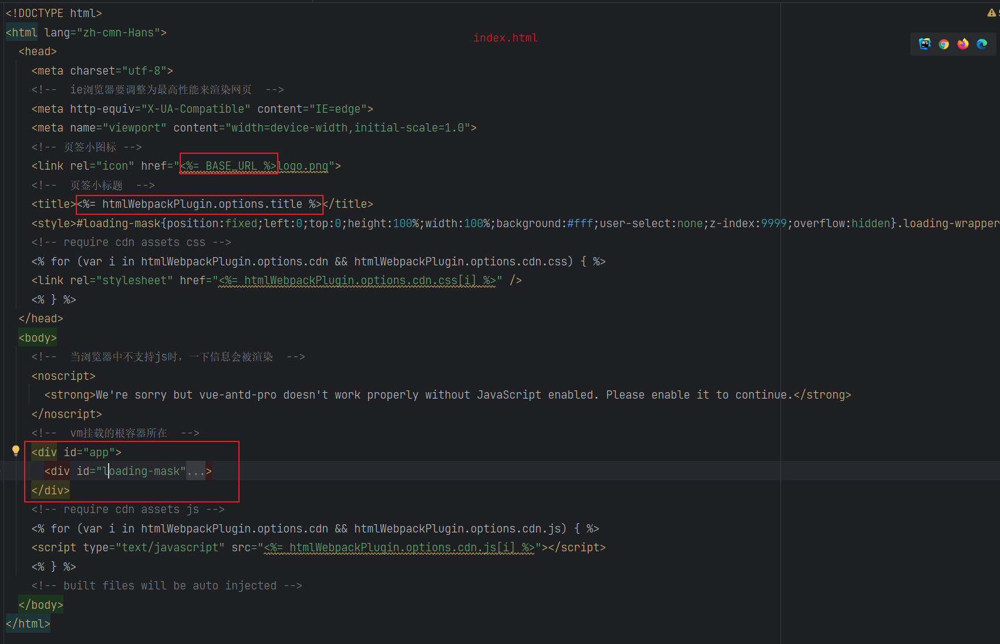 <!DOCTYPE html>
<html lang="zh-cmn-Hans">
index.html
<head>
<meta charset="utf-8">
<!--  ie浏览器要调整为最高性能来渲染网页  -->
<meta http-equiv="X-UA-Compatible" content="IE=edge">
<meta name="viewport" content="width=device-width,initial-scale=1.0">
<!-- 页签小图标 -->
<link rel="icon" href="<%= BASE_URL %>logo.png">
<!--  页签小标题  -->
<title><%= htmlWebpackPlugin.options.title %></title>
<style>#loading-mask{position:fixed;left:0;top:0;height:100%;width:100%;background:#fff;user-select:none;z-index:9999;overflow:hidden}.loading-wrapper
<!-- require cdn assets css -->
<% for (var i in htmlWebpackPlugin.options.cdn && htmlWebpackPlugin.options.cdn.css) { %>
<link rel="stylesheet" href="<%= htmlWebpackPlugin.options.cdn.css[i] %>" />
<% } %>
</head>
<body>
<!--  当浏览器中不支持js时，一下信息会被渲染  -->
<noscript>
<strong>We're sorry but vue-antd-pro doesn't work properly without JavaScript enabled. Please enable it to continue.</strong>
</noscript>
<!--  vm挂载的根容器所在  -->
<div id="app">
<div id="loading-mask"...>
</div>
<!-- require cdn assets js -->
<% for (var i in htmlWebpackPlugin.options.cdn && htmlWebpackPlugin.options.cdn.js) { %>
<script type="text/javascript" src="<%= htmlWebpackPlugin.options.cdn.js[i] %>"></script>
<% } %>
<!-- built files will be auto injected -->
</body>
</html>